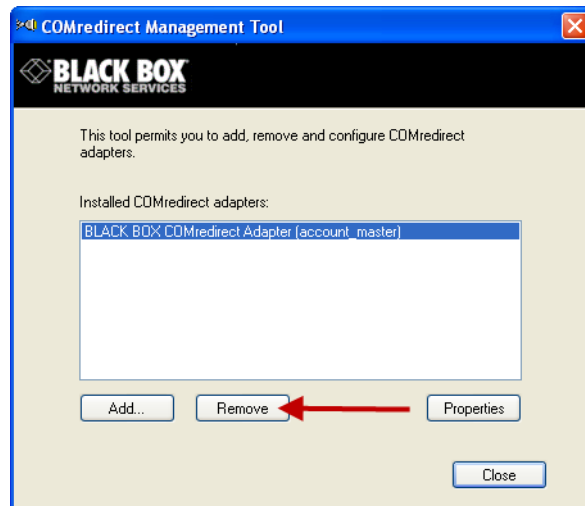 COMredirect Management Tool
BLACK BOX
NETWORK SERVICES
This tool permits you to add, remove and configure COMredirect
adapters.
Installed COMredirect adapters:
BLACK BOX COMredirect Adapter (account_master)
Add... Remove Properties
Close